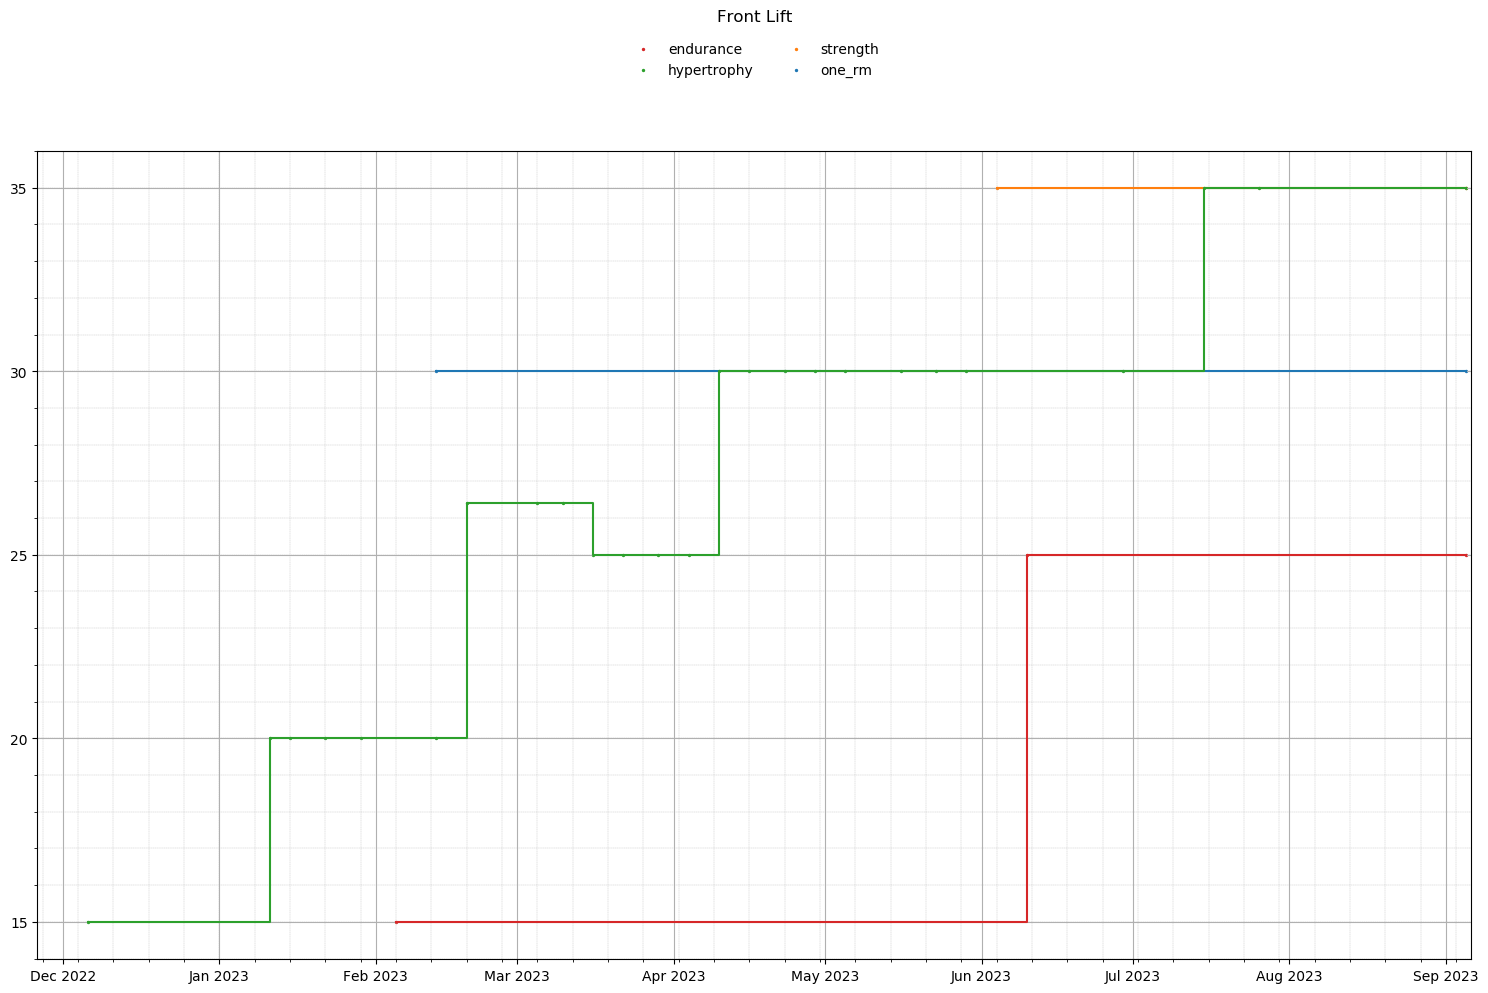 Front Lift
endurance strength
hypertrophy one_rm
35
30
25
20
15
Dec 2022 Jan 2023 Feb 2023 Mar 2023 Apr 2023 May 2023 Jun 2023 Jul 2023 Aug 2023 Sep 2023